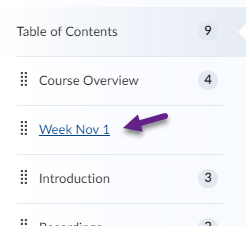 Table of Contents 9
Course Overview 4
Week Nov 1
Introduction 3